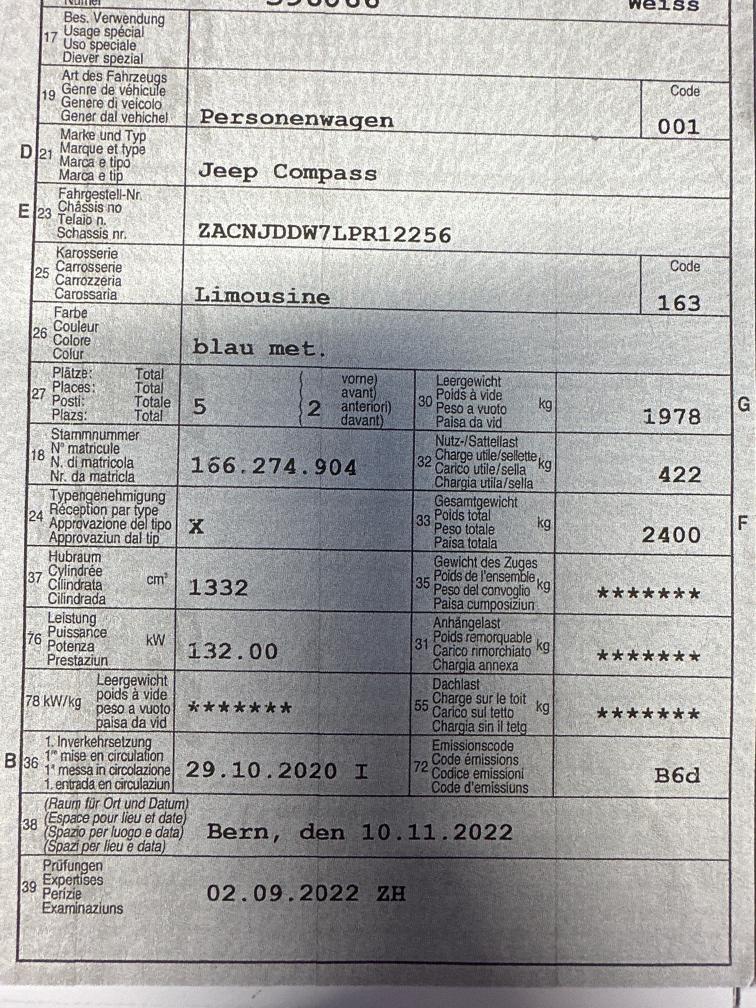 Weiss
17 Bes. Verwendung
Usage spécial
Uso speciale
Diever spezial
19 Art des Fahrzeugs
Genre de véhicule
Genere di veicolo
Gener dal vehichel
Personenwagen
Code
001
D 21 Marke und Typ
Marque et type
Marca e tipo
Marca e tip
Jeep Compass
E 23 Fahrgestell-Nr.
Châssis no
Telaio n.
Schassis nr.
ZACNJDDW7LPR12256
25 Karosserie
Carrosserie
Carrozzeria
Carossaria
Limousine
Code
163
26 Farbe
Couleur
Colore
Colur
blau met.
27 Plätze: Total
Places: Total
Posti: Totale
Plazs: Total
5
2
vorne)
avant)
anteriori)
davant)
30 Leergewicht
Poids à vide
Peso a vuoto
Paisa da vid
kg
1978
G
18 Stammnummer
N° matricule
N. di matricola
Nr. da matricla
166.274.904
32 Nutz-/Sattellast
Charge utile/sellette
Carico utile/sella
Chargia utila/sella
kg
422
24 Typengenehmigung
Réception par type
Approvazione del tipo
Approvaziun dal tip
X
33 Gesamtgewicht
Poids total
Peso totale
Paisa totala
kg
2400
F
37 Hubraum
Cylindrée
Cilindrata
Cilindrada
cm³
1332
35 Gewicht des Zuges
Poids de l'ensemble
Peso del convoglio
Paisa cumposiziun
kg
*******
76 Leistung
Puissance
Potenza
Prestaziun
kW
132.00
31 Anhängelast
Poids remorquable
Carico rimorchiato
Chargia annexa
kg
*******
78 kW/kg
Leergewicht
poids à vide
peso a vuoto
paisa da vid
*******
55 Dachlast
Charge sur le toit
Carico sul tetto
Chargia sin il tetg
kg
*******
B 36 1. Inverkehrsetzung
1re mise en circulation
1a messa in circolazione
1. entrada en circulaziun
29.10.2020 I
72 Emissionscode
Code émissions
Codice emissioni
Code d'emissiuns
B6d
38 (Raum für Ort und Datum)
(Espace pour lieu et date)
(Spazio per luogo e data)
(Spazi per lieu e data)
Bern, den 10.11.2022
39 Prüfungen
Expertises
Perizie
Examinaziuns
02.09.2022 ZH